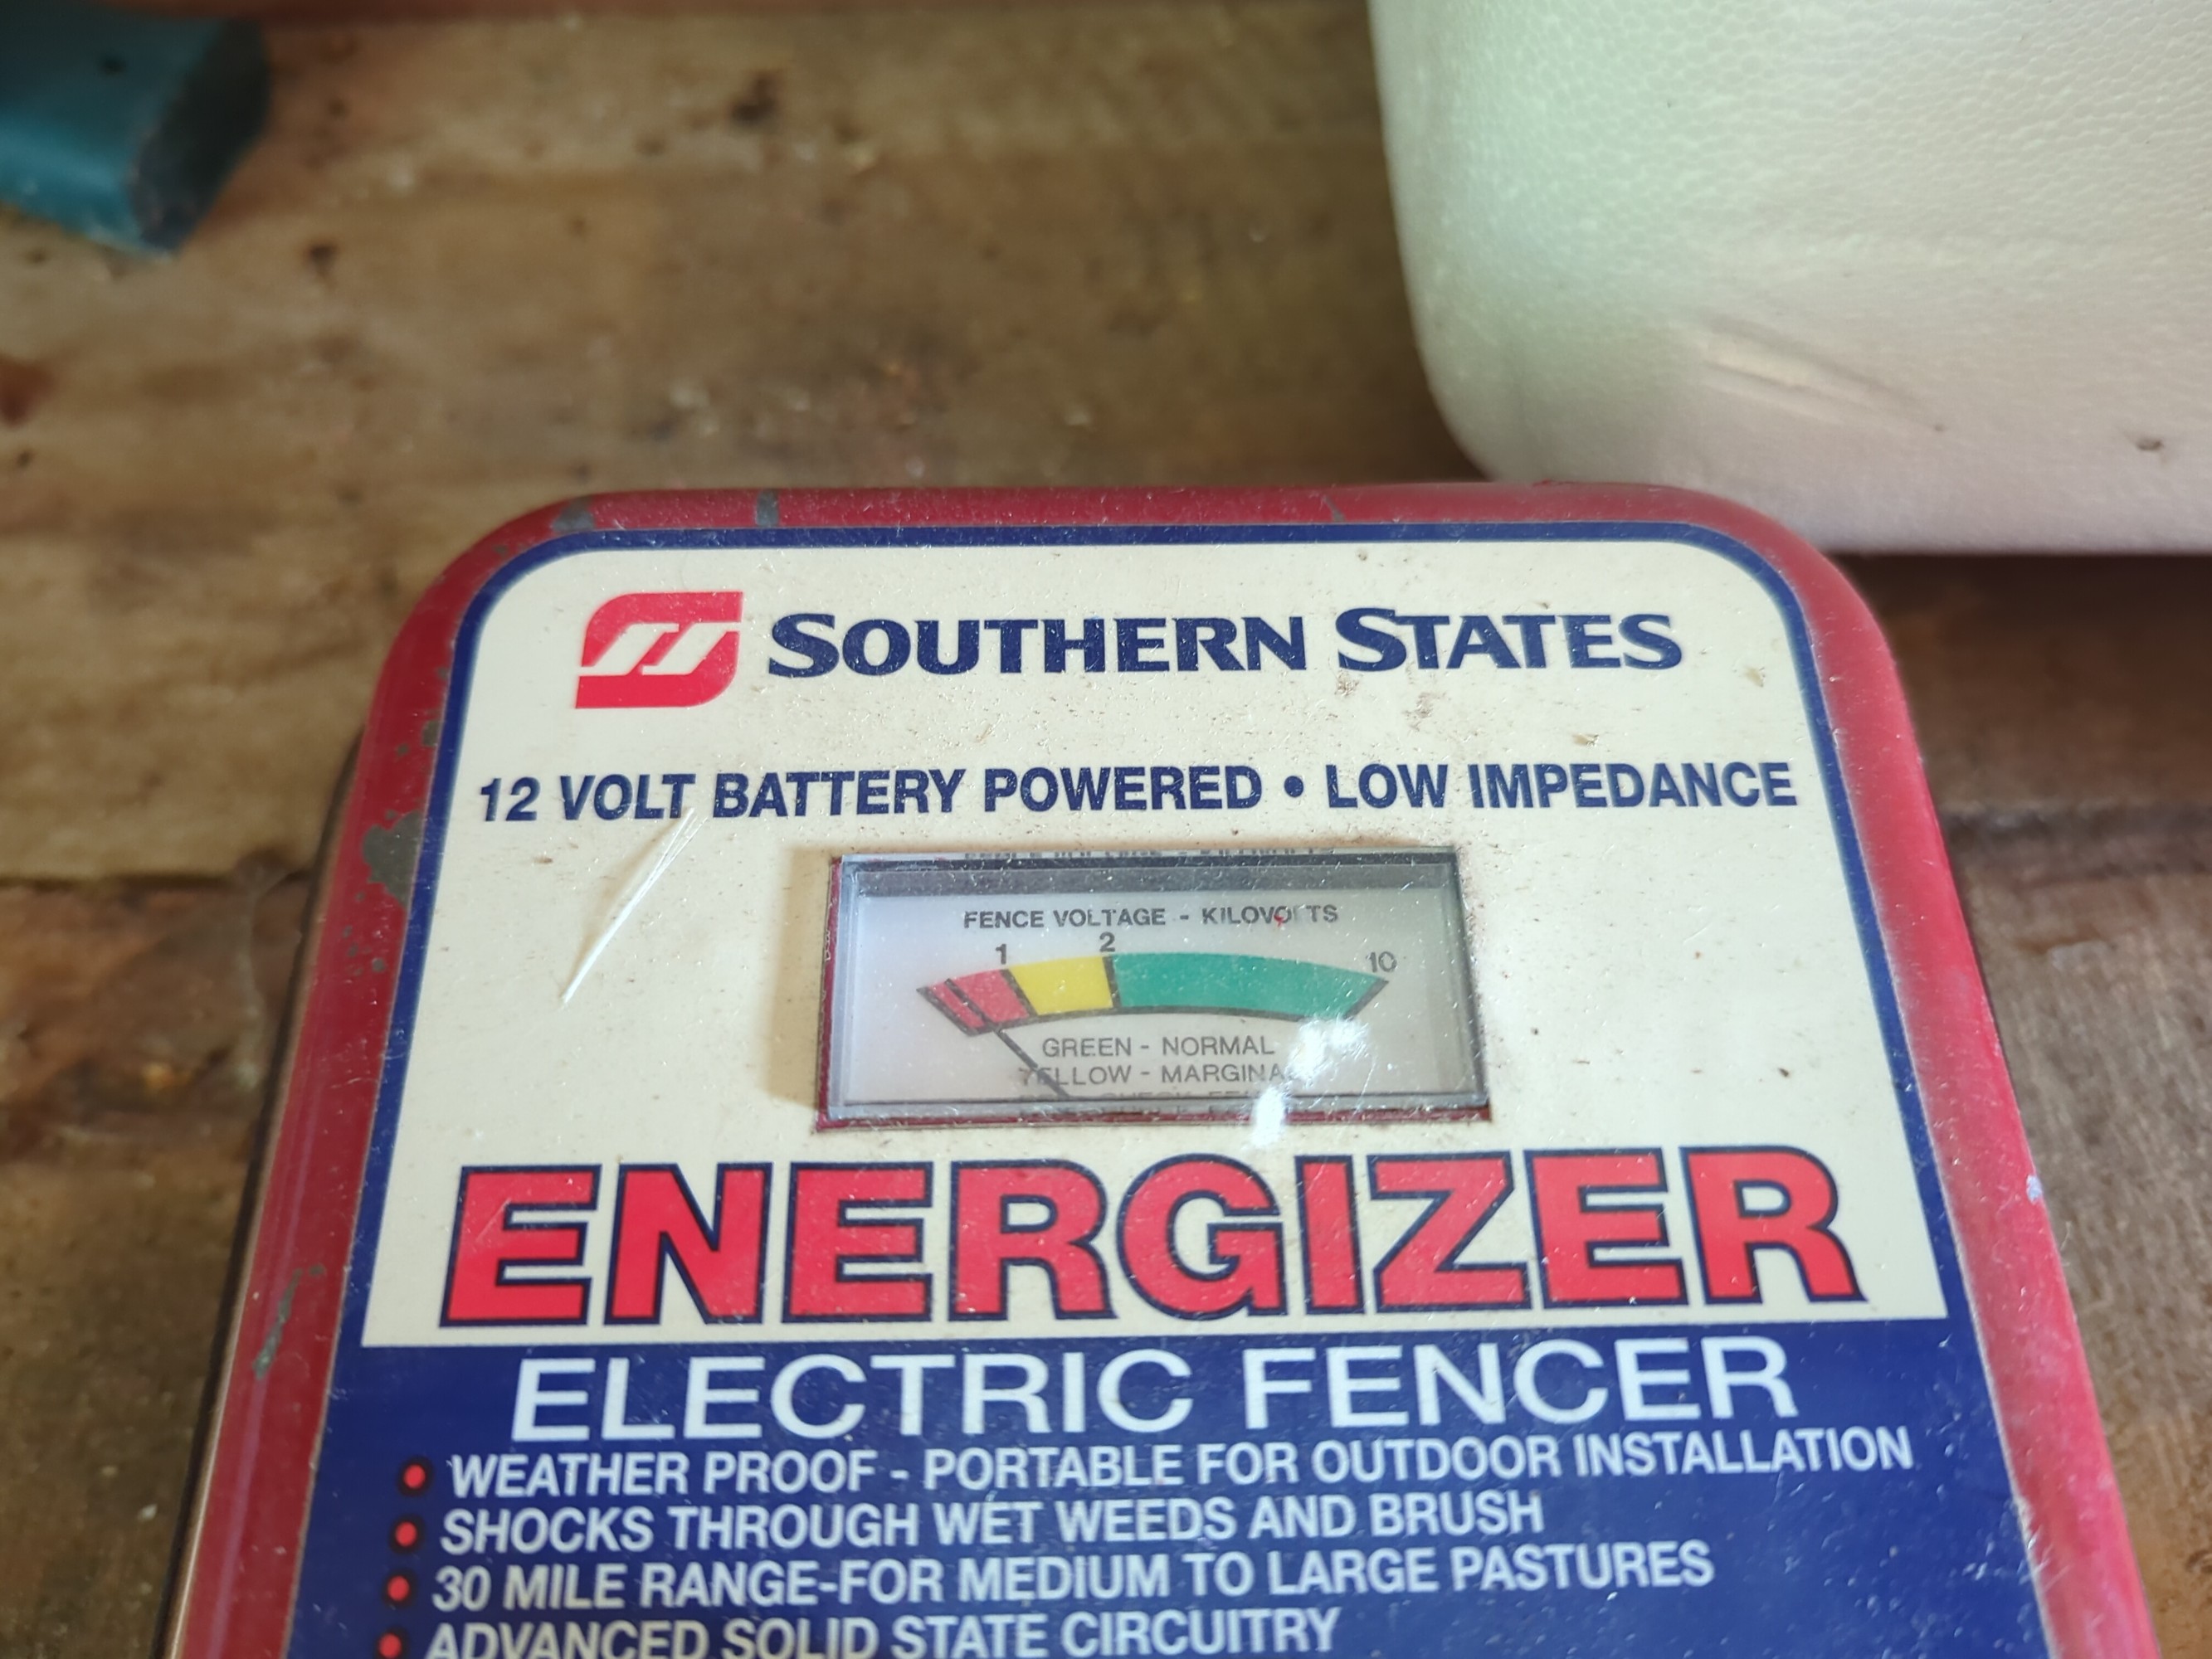 SOUTHERN STATES
12 VOLT BATTERY POWERED • LOW IMPEDANCE
FENCE VOLTAGE - KILOVOLTS
1 2 10
GREEN - NORMAL
YELLOW - MARGINAL
ENERGIZER
ELECTRIC FENCER
• WEATHER PROOF - PORTABLE FOR OUTDOOR INSTALLATION
• SHOCKS THROUGH WET WEEDS AND BRUSH
• 30 MILE RANGE-FOR MEDIUM TO LARGE PASTURES
• ADVANCED SOLID STATE CIRCUITRY